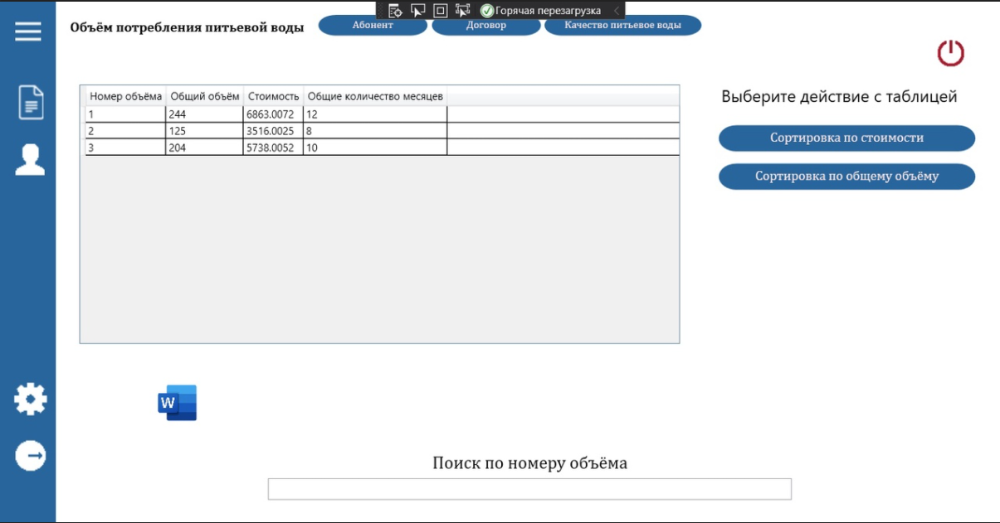 Горячая перезагрузка
Объём потребления питьевой воды
Абонент
Договор
Качество питьевое воды
Номер объёма Общий объём Стоимость Общие количество месяцев
1 244 6863.0072 12
2 125 3516.0025 8
3 204 5738.0052 10
Выберите действие с таблицей
Сортировка по стоимости
Сортировка по общему объёму
W
Поиск по номеру объёма